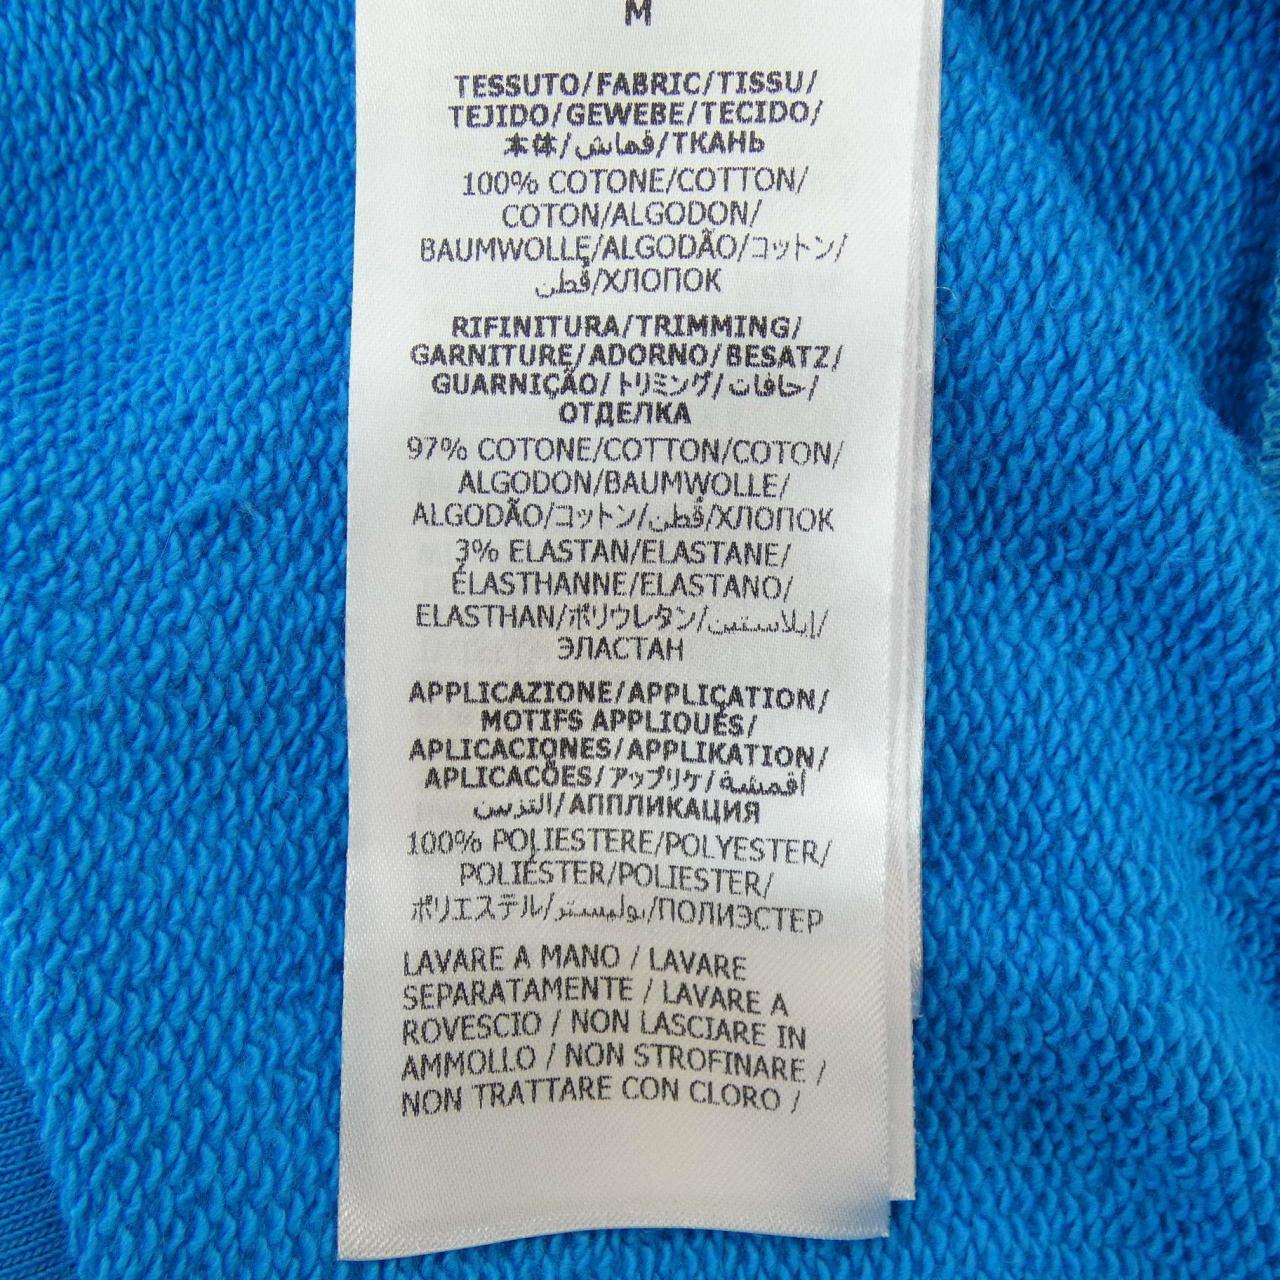 M
TESSUTO/FABRIC/TISSU/
TEJIDO/GEWEBE/TECIDO/
本体/قماش/ТКАНЬ
100% COTONE/COTTON/
COTON/ALGODON/
BAUMWOLLE/ALGODÃO/コットン/
قُطن/ХЛОПОК
RIFINITURA/TRIMMING/
GARNITURE/ADORNO/BESATZ/
GUARNIÇÃO/トリミング/حافات/
ОТДЕЛКА
97% COTONE/COTTON/COTON/
ALGODON/BAUMWOLLE/
ALGODÃO/コットン/قُطن/ХЛОПОК
3% ELASTAN/ELASTANE/
ÉLASTHANNE/ELASTANO/
ELASTHAN/ポリウレタン/إيلاستين/
ЭЛАСТАН
APPLICAZIONE/APPLICATION/
MOTIFS APPLIQUÉS/
APLICACIONES/APPLIKATION/
APLICACÕES/アップリケ/أقمشة
التزيين/АППЛИКАЦИЯ
100% POLIESTERE/POLYESTER/
POLIÉSTER/POLIESTER/
ポリエステル/بوليستر/ПОЛИЭСТЕР
LAVARE A MANO / LAVARE
SEPARATAMENTE / LAVARE A
ROVESCIO / NON LASCIARE IN
AMMOLLO / NON STROFINARE /
NON TRATTARE CON CLORO /